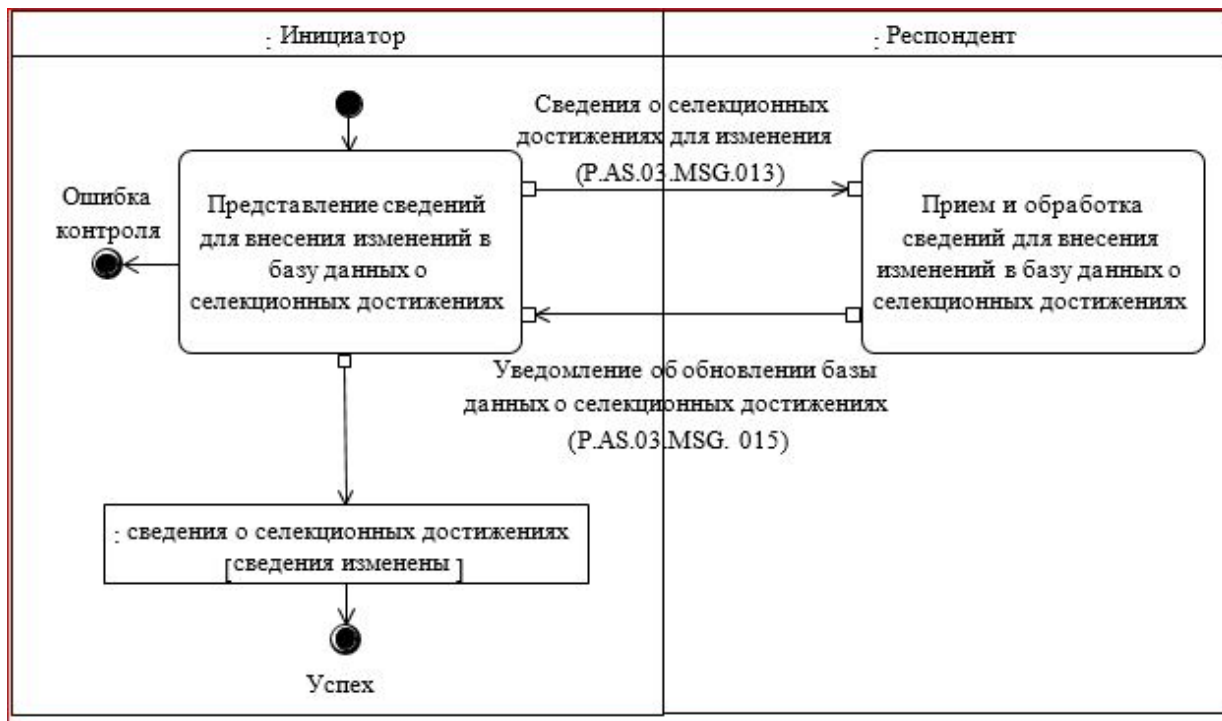 : Инициатор
: Респондент
Сведения о селекционных
достижениях для изменения
(P.AS.03.MSG.013)
Ошибка
контроля
Представление сведений
для внесения изменений в
базу данных о
селекционных достижениях
Прием и обработка
сведений для внесения
изменений в базу данных о
селекционных достижениях
Уведомление об обновлении базы
данных о селекционных достижениях
(P.AS.03.MSG. 015)
: сведения о селекционных достижениях
[сведения изменены ]
Успех